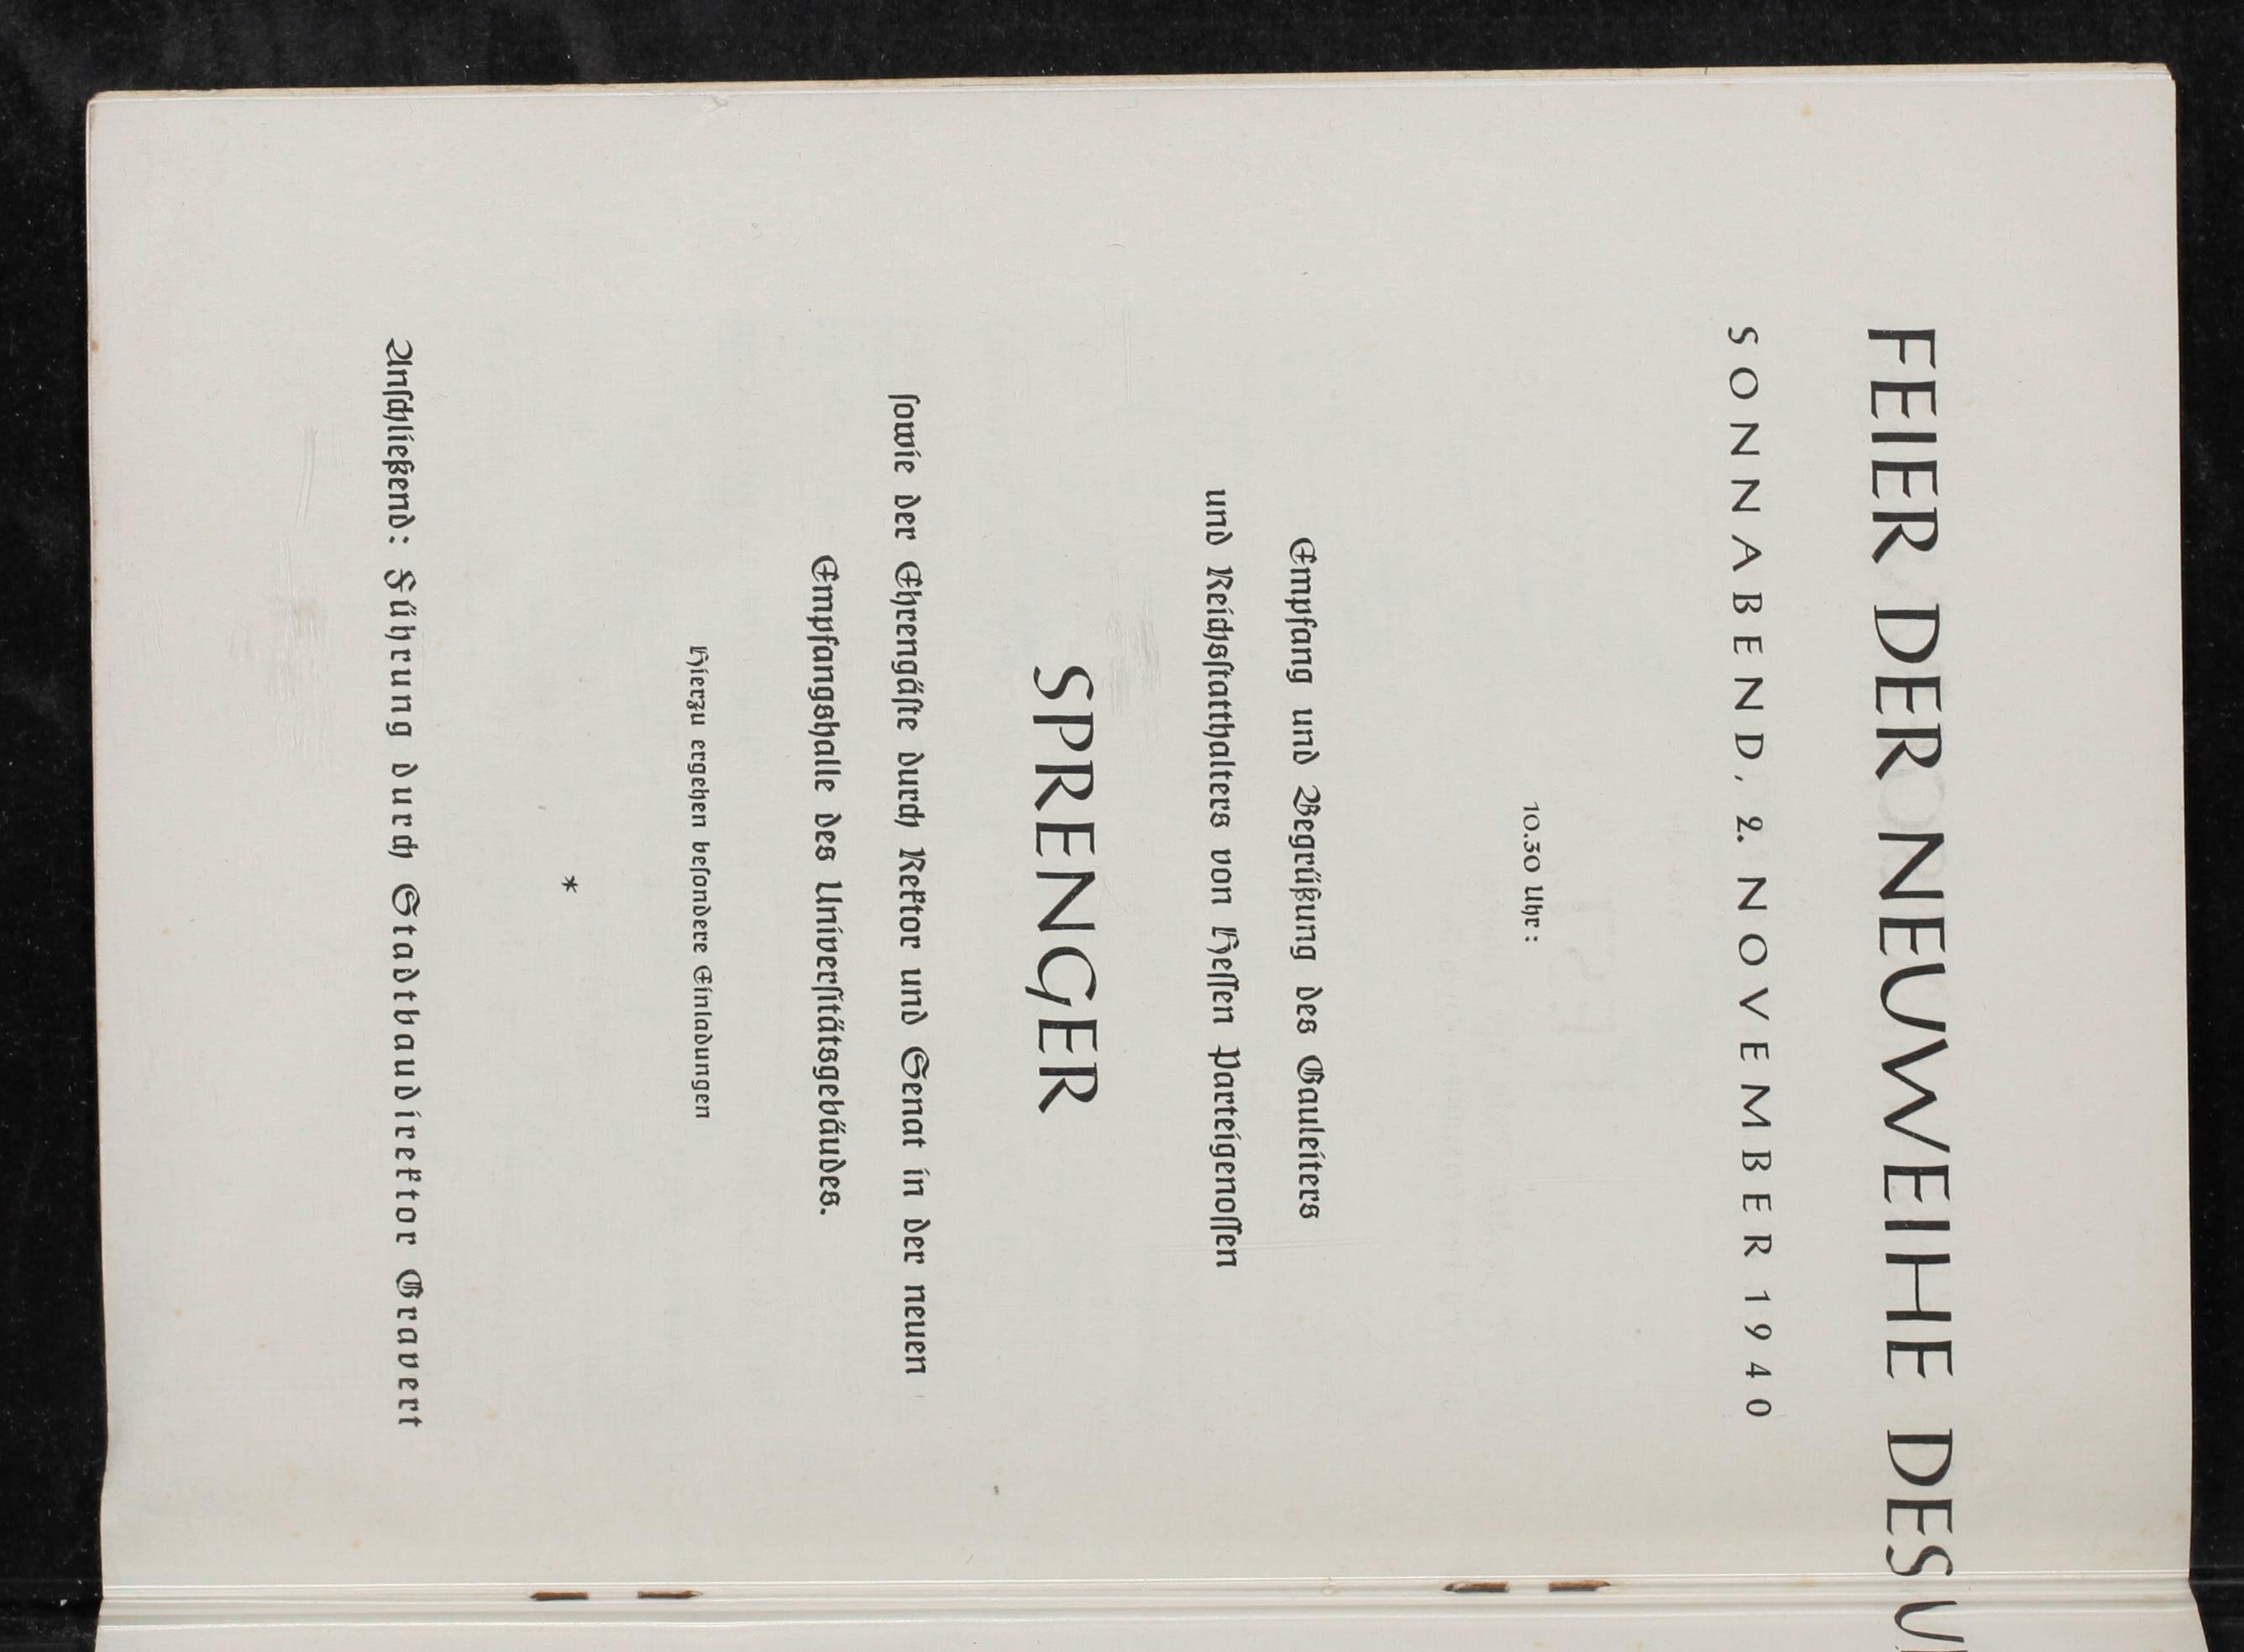 FEIER DER NEUWEIHE DES U
SONNABEND, 2. NOVEMBER 1940
10.30 Uhr:
Empfang und Begrüßung des Gauleiters
und Reichsſtatthalters von Heſſen Parteigenoſſen
SPRENGER
ſowie der Ehrengäſte durch Rektor und Senat in der neuen
Empfangshalle des Univerſitätsgebäudes.
Hierzu ergehen beſondere Einladungen
*
Anſchließend: Führung durch Stadtbaudirektor Gravert